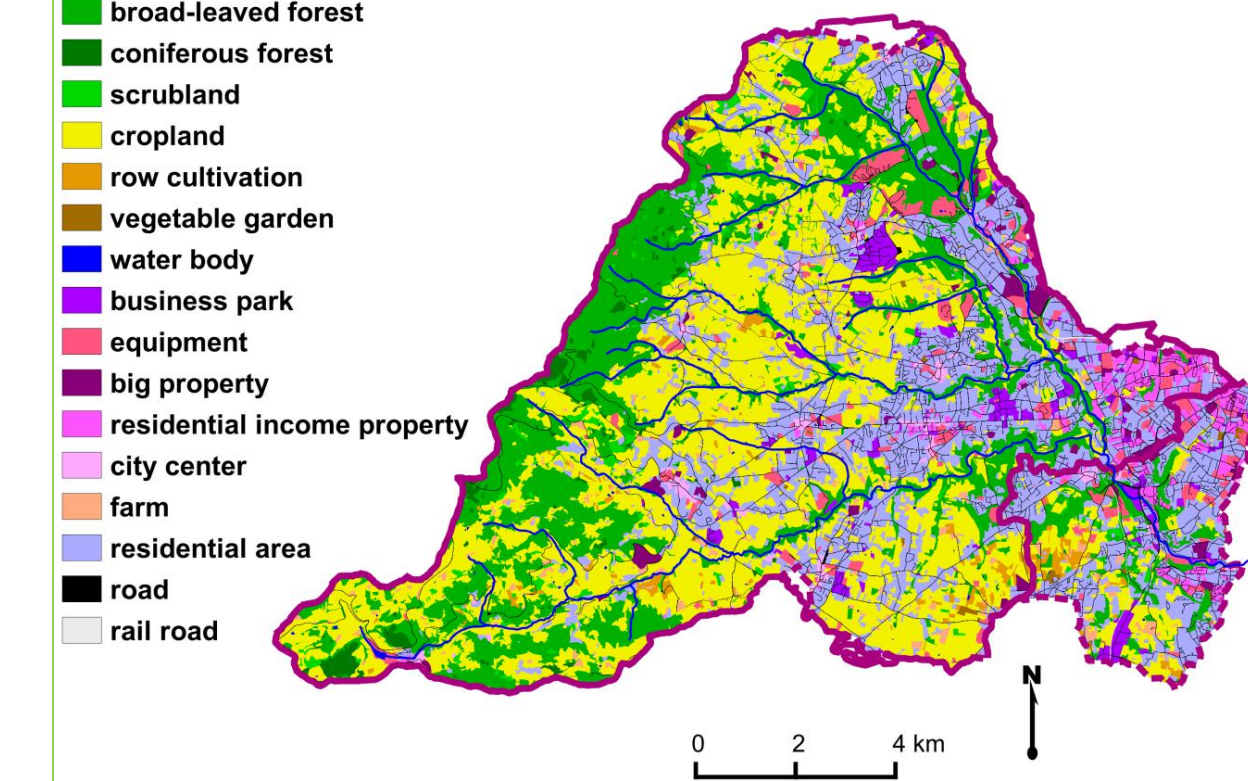 broad-leaved forest
coniferous forest
scrubland
cropland
row cultivation
vegetable garden
water body
business park
equipment
big property
residential income property
city center
farm
residential area
road
rail road
N
0 2 4 km